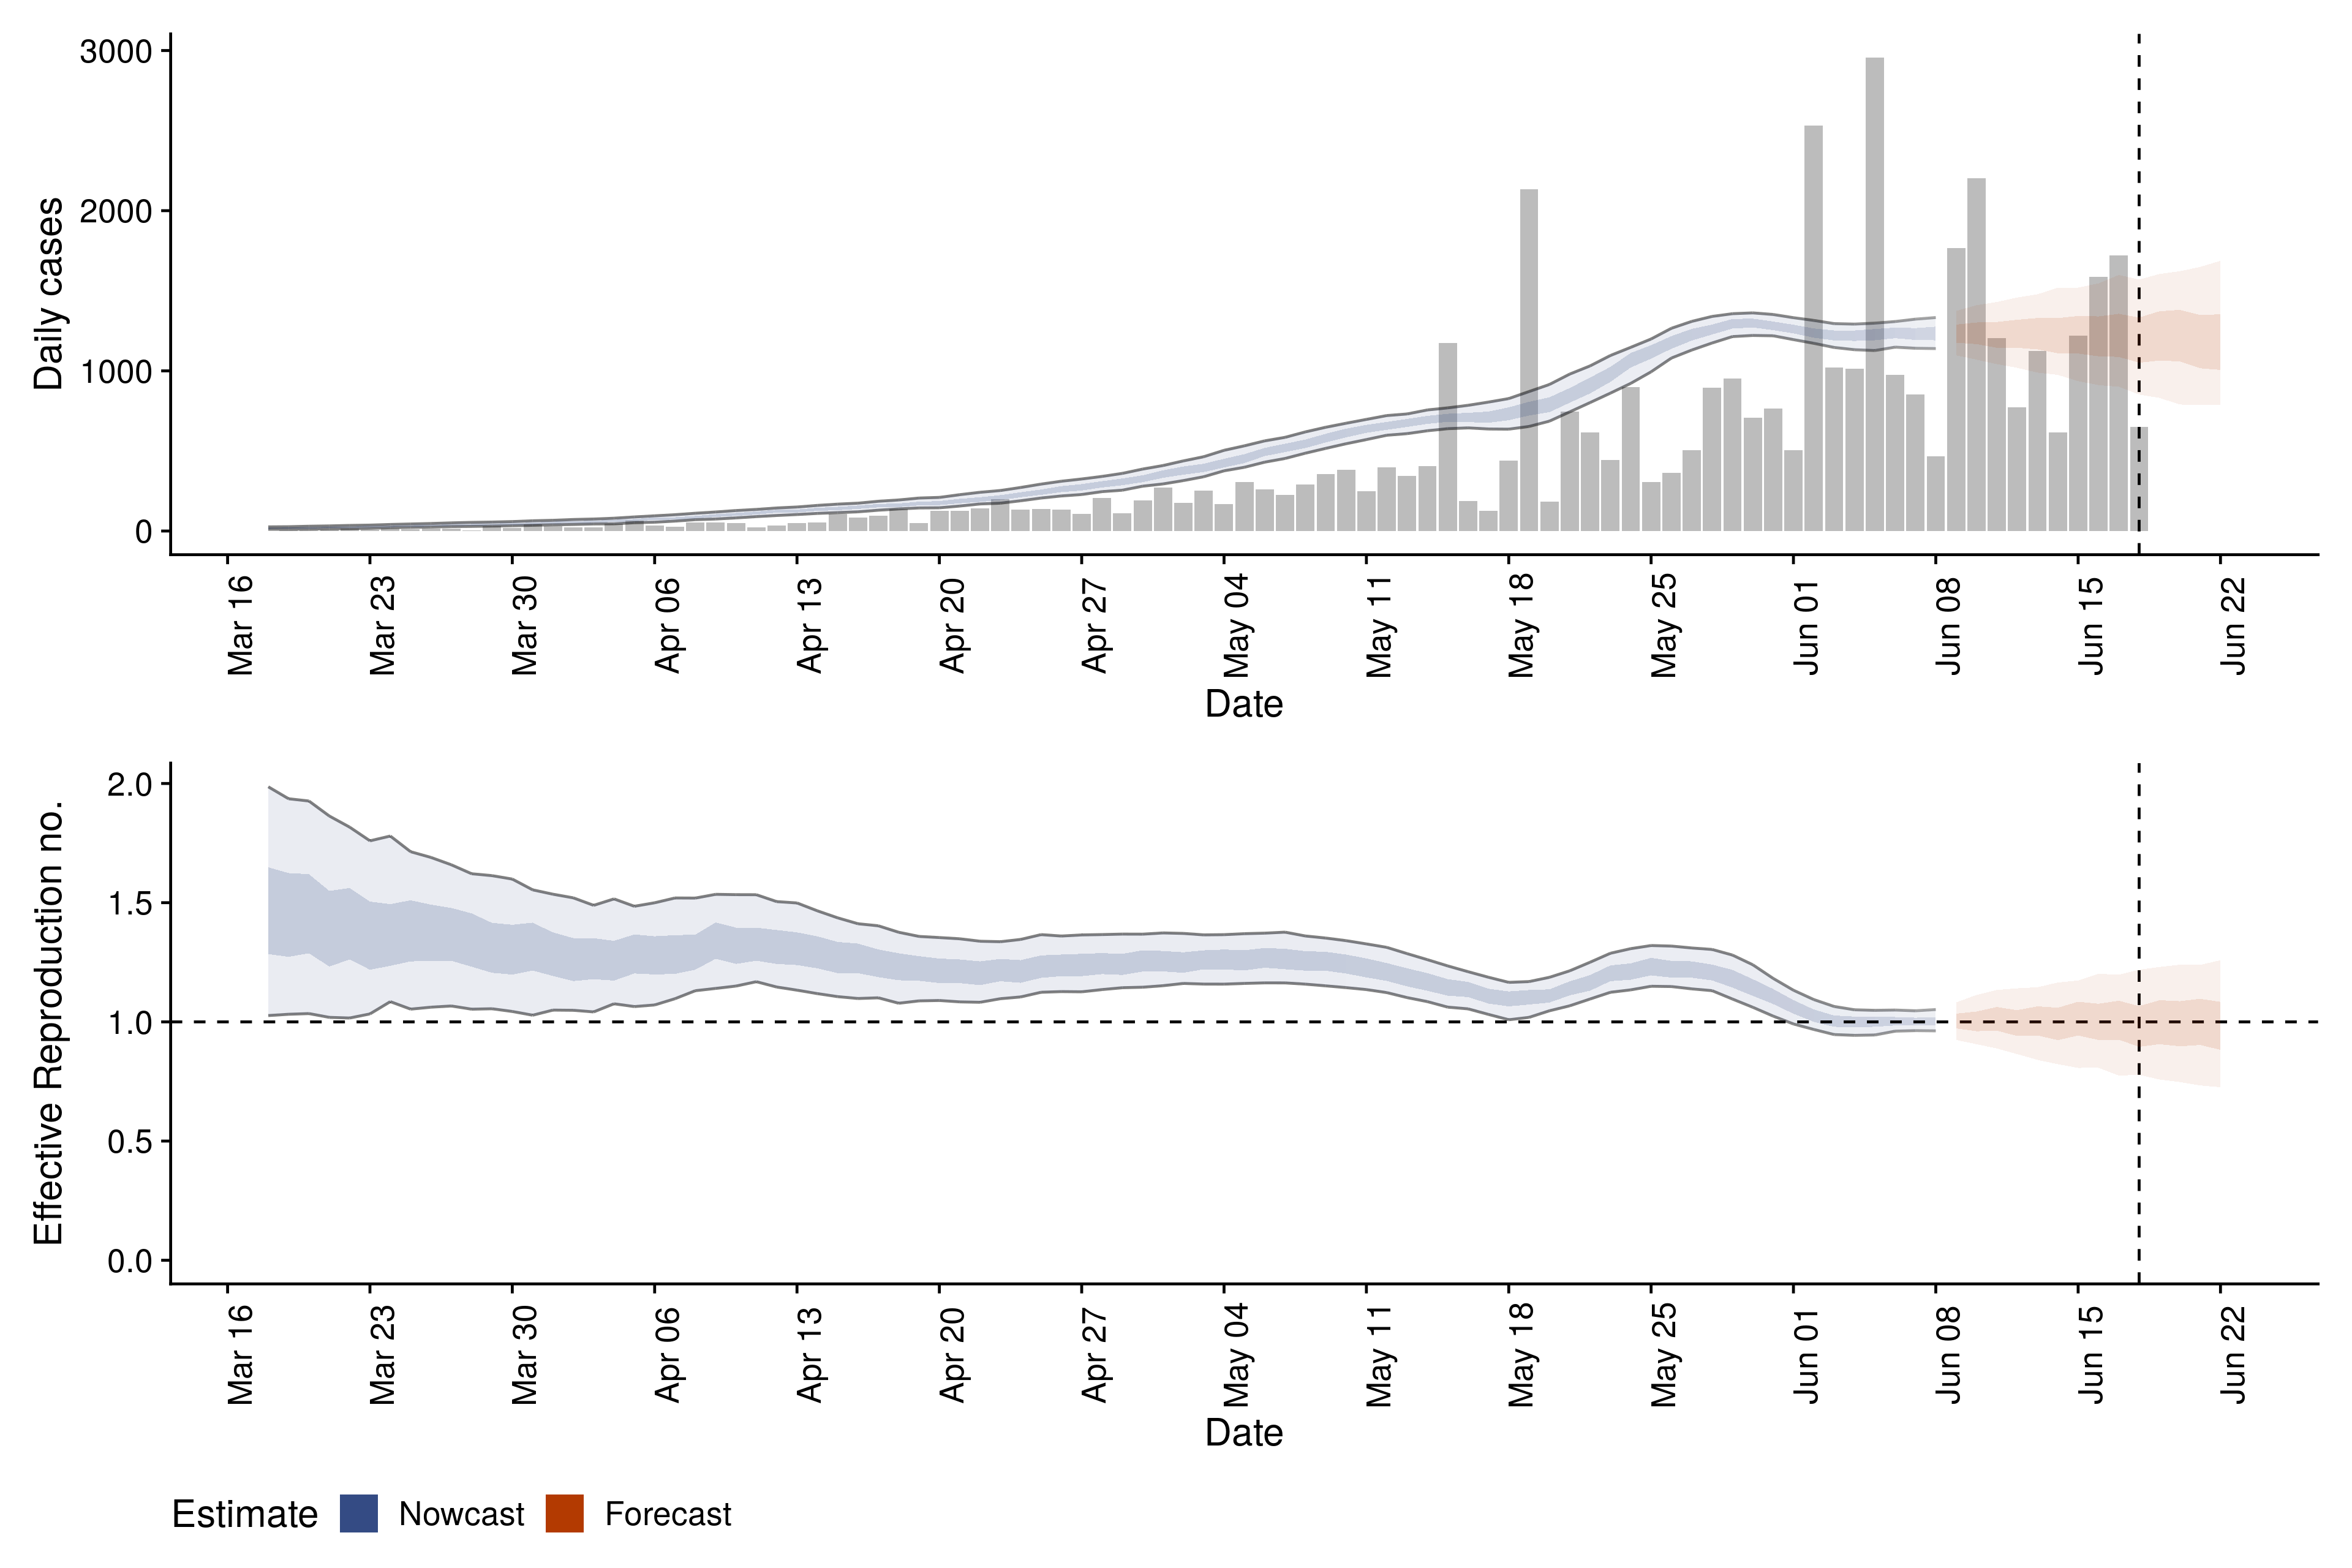 Daily cases
3000
2000
1000
0
Mar 16
Mar 23
Mar 30
Apr 06
Apr 13
Apr 20
Apr 27
May 04
May 11
May 18
May 25
Jun 01
Jun 08
Jun 15
Jun 22
Date
Effective Reproduction no.
2.0
1.5
1.0
0.5
0.0
Mar 16
Mar 23
Mar 30
Apr 06
Apr 13
Apr 20
Apr 27
May 04
May 11
May 18
May 25
Jun 01
Jun 08
Jun 15
Jun 22
Date
Estimate Nowcast Forecast